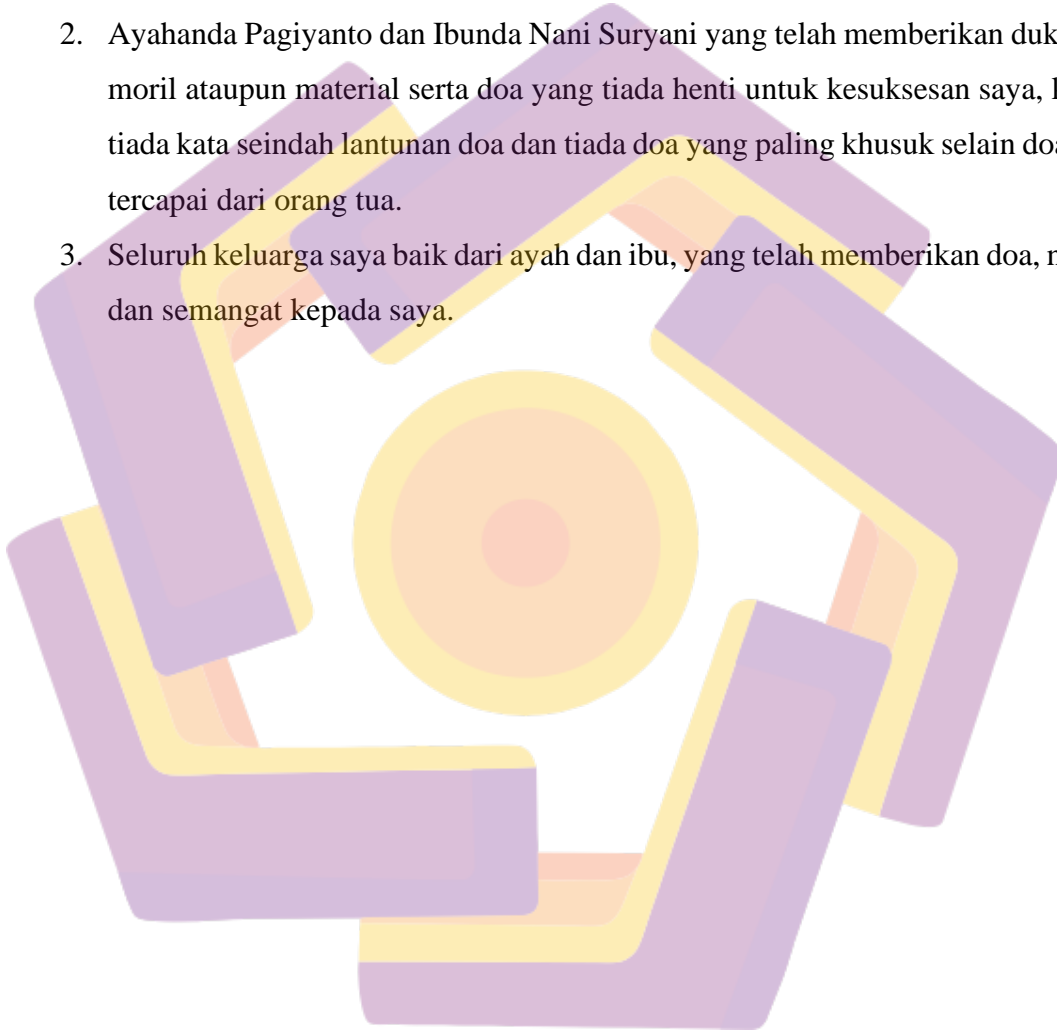 2. Ayahanda Pagiyanto dan Ibunda Nani Suryani yang telah memberikan duk
moril ataupun material serta doa yang tiada henti untuk kesuksesan saya,
tiada kata seindah lantunan doa dan tiada doa yang paling khusuk selain doa
tercapai dari orang tua.
3. Seluruh keluarga saya baik dari ayah dan ibu, yang telah memberikan doa,
dan semangat kepada saya.